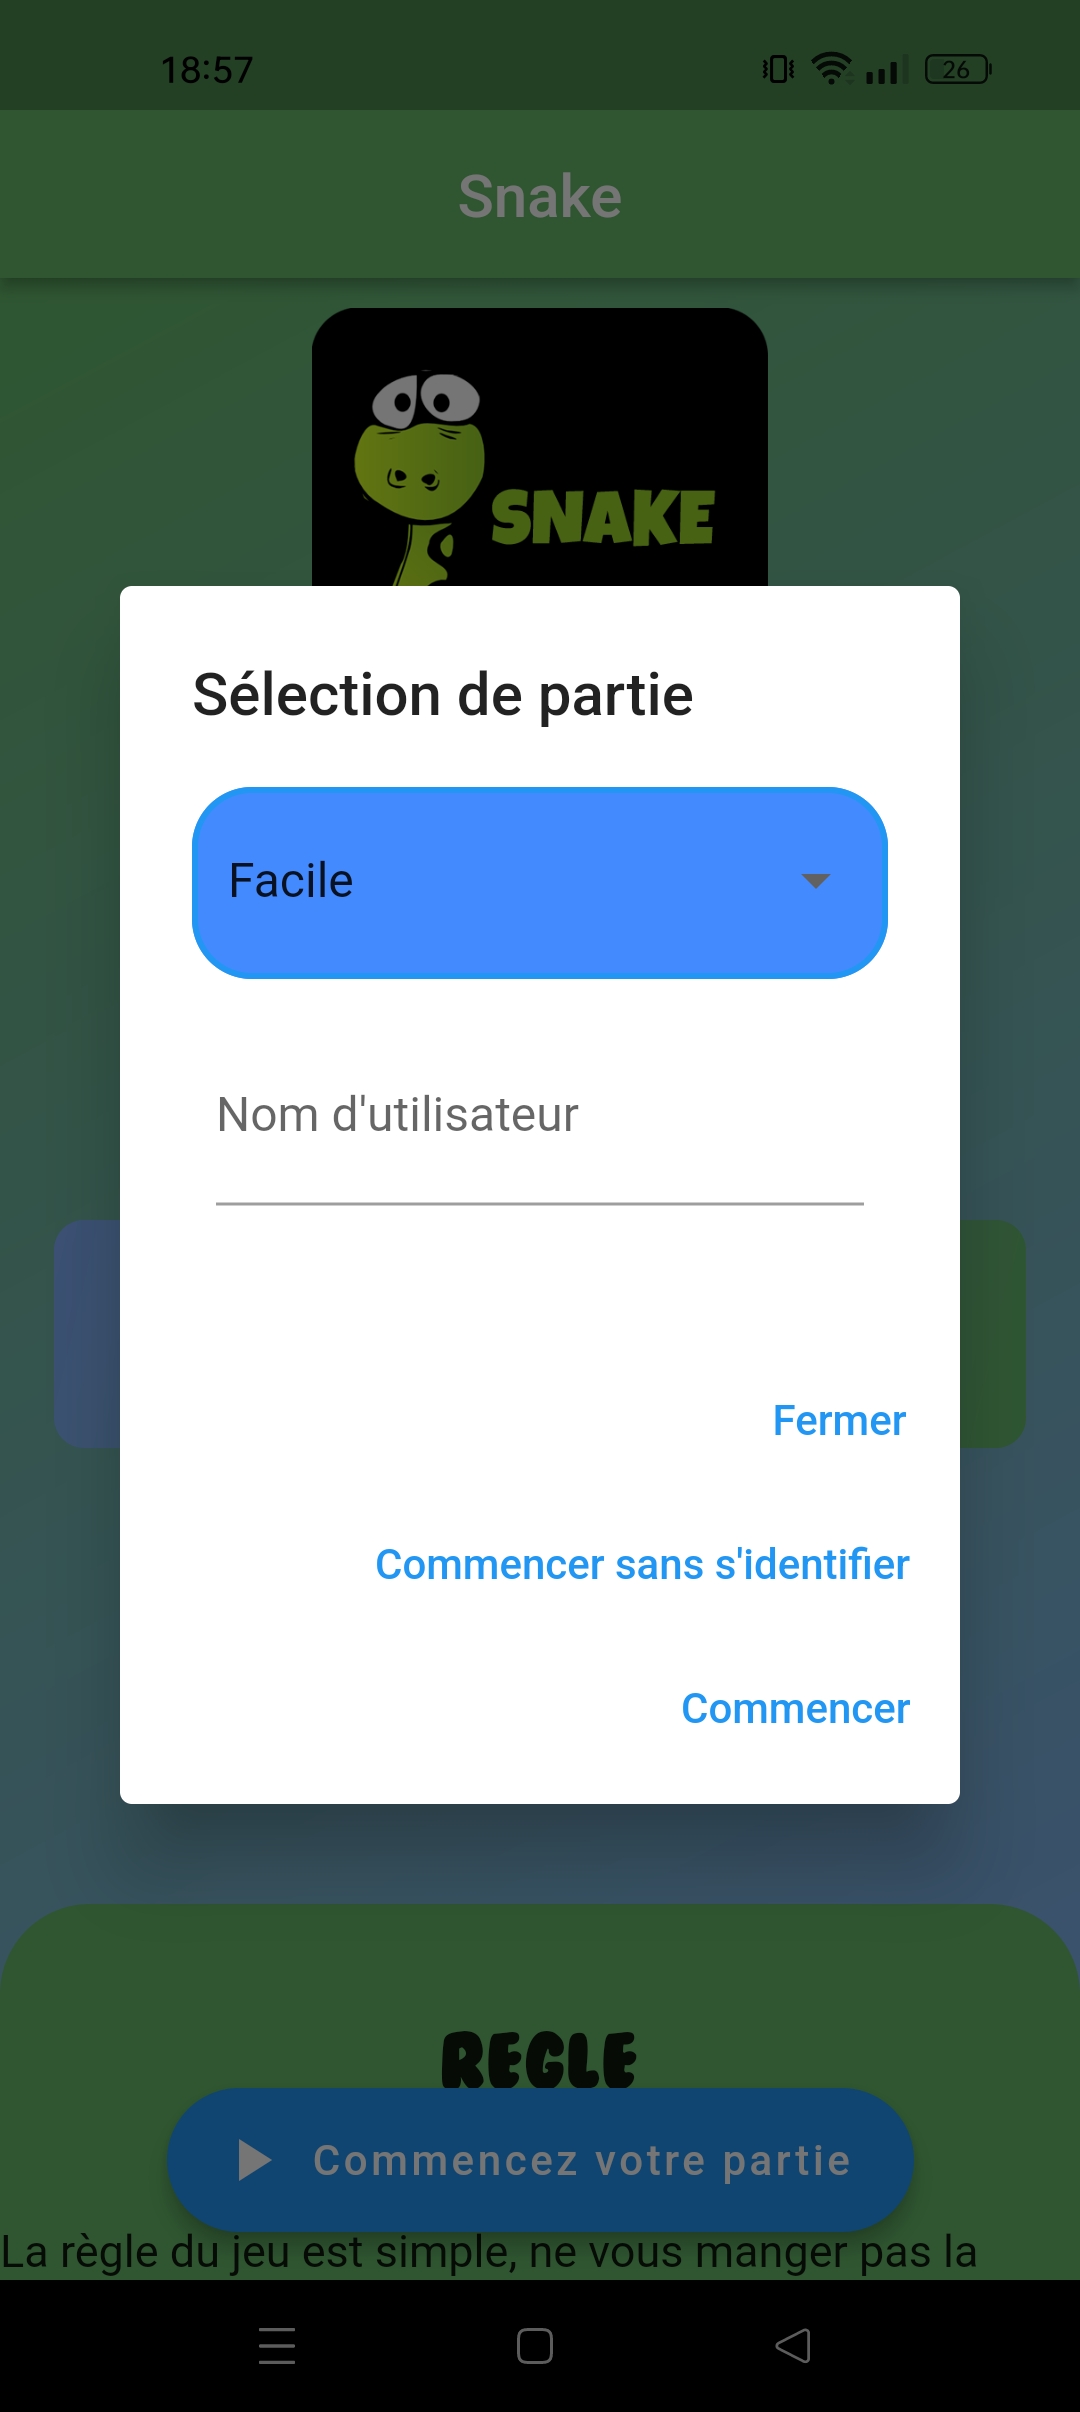 18:57
26
Snake
SNAKE
Sélection de partie
Facile
Nom d'utilisateur
Fermer
Commencer sans s'identifier
Commencer
REGLE
Commencez votre partie
La règle du jeu est simple, ne vous manger pas la